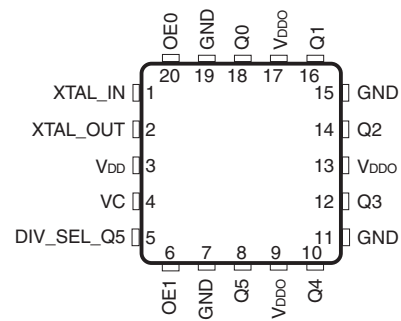 OE0
GND
Q0
VDDO
Q1
20
19
18
17
16
XTAL_IN 1
15 GND
XTAL_OUT 2
14 Q2
VDD 3
13 VDDO
VC 4
12 Q3
DIV_SEL_Q5 5
11 GND
6
7
8
9
10
OE1
GND
Q5
VDDO
Q4